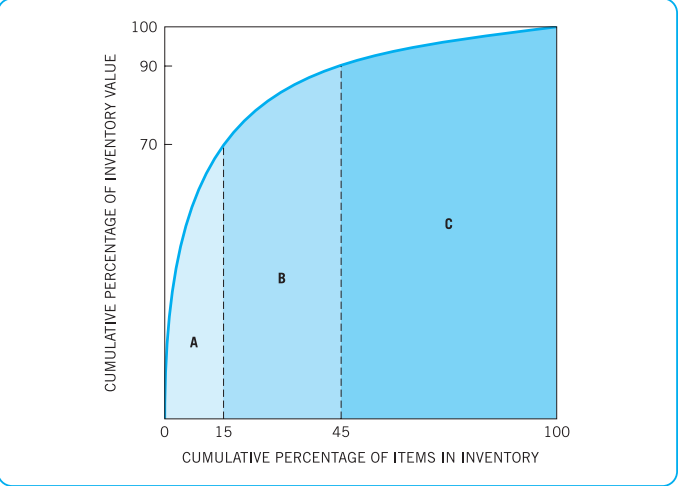 100
90
70
CUMULATIVE PERCENTAGE OF INVENTORY VALUE
A
B
C
0 15 45 100
CUMULATIVE PERCENTAGE OF ITEMS IN INVENTORY